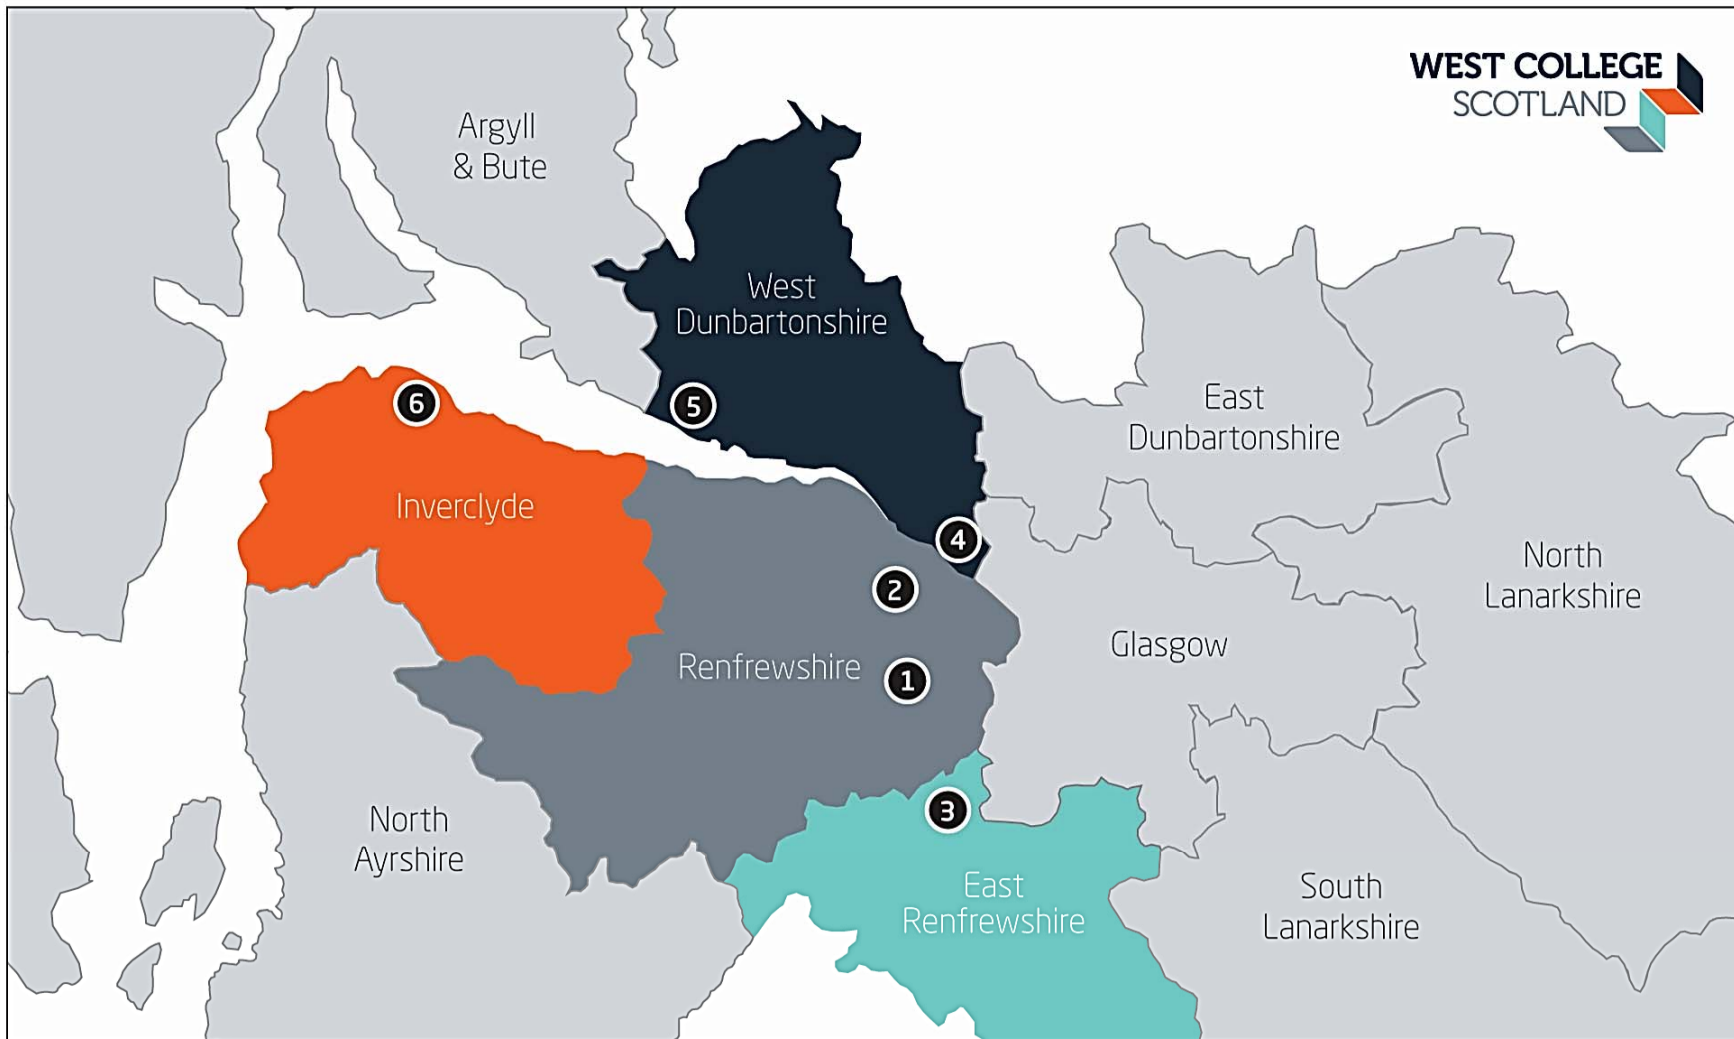 WEST COLLEGE
SCOTLAND
Argyll
& Bute
West
Dunbartonshire
6
5
East
Dunbartonshire
Inverclyde
4
2
North
Lanarkshire
Glasgow
Renfrewshire
1
3
North
Ayrshire
East
Renfrewshire
South
Lanarkshire